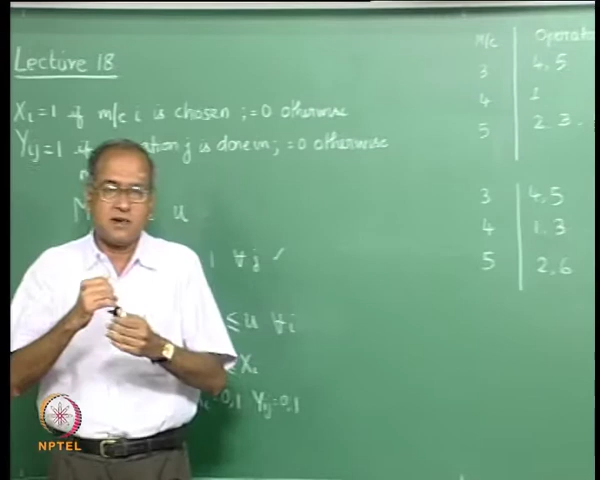 Lecture 18
Xi = 1 if m/c i is chosen ; = 0 otherwise
Yij = 1 if j is done in ; = 0 otherwise
M u
1 ∀j ✓
≤ u ∀i
Xi
= 0,1 Yij = 0,1
M/c
3 4, 5
4 1
5 2 3
3 4, 5
4 1, 3
5 2, 6
NPTEL